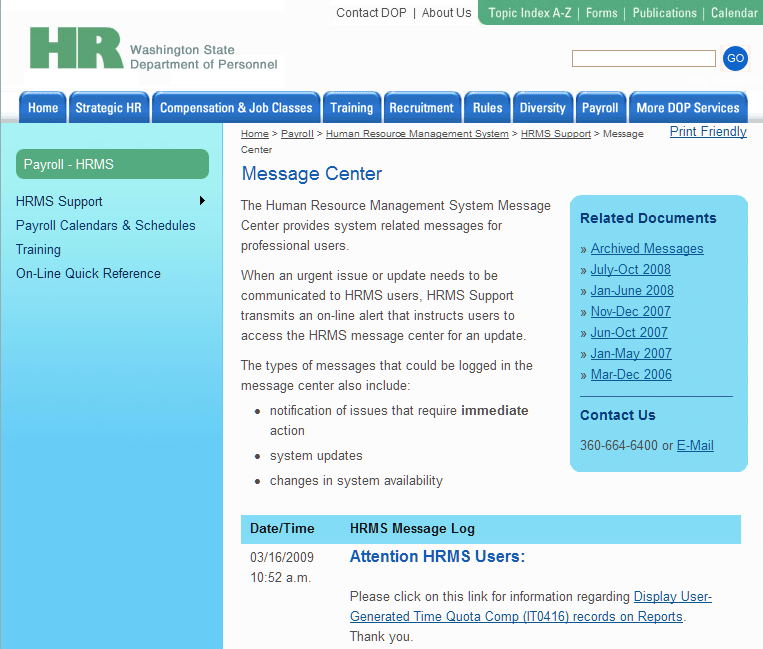 Contact DOP | About Us
Topic Index A-Z | Forms | Publications | Calendar
HR Washington State
Department of Personnel
GO
Home
Strategic HR
Compensation & Job Classes
Training
Recruitment
Rules
Diversity
Payroll
More DOP Services
Payroll - HRMS
HRMS Support
Payroll Calendars & Schedules
Training
On-Line Quick Reference
Home > Payroll > Human Resource Management System > HRMS Support > Message
Center
Print Friendly
Message Center
The Human Resource Management System Message
Center provides system related messages for
professional users.
When an urgent issue or update needs to be
communicated to HRMS users, HRMS Support
transmits an on-line alert that instructs users to
access the HRMS message center for an update.
The types of messages that could be logged in the
message center also include:
• notification of issues that require immediate
action
• system updates
• changes in system availability
Related Documents
» Archived Messages
» July-Oct 2008
» Jan-June 2008
» Nov-Dec 2007
» Jun-Oct 2007
» Jan-May 2007
» Mar-Dec 2006
Contact Us
360-664-6400 or E-Mail
Date/Time HRMS Message Log
03/16/2009
10:52 a.m.
Attention HRMS Users:
Please click on this link for information regarding Display User-
Generated Time Quota Comp (IT0416) records on Reports.
Thank you.